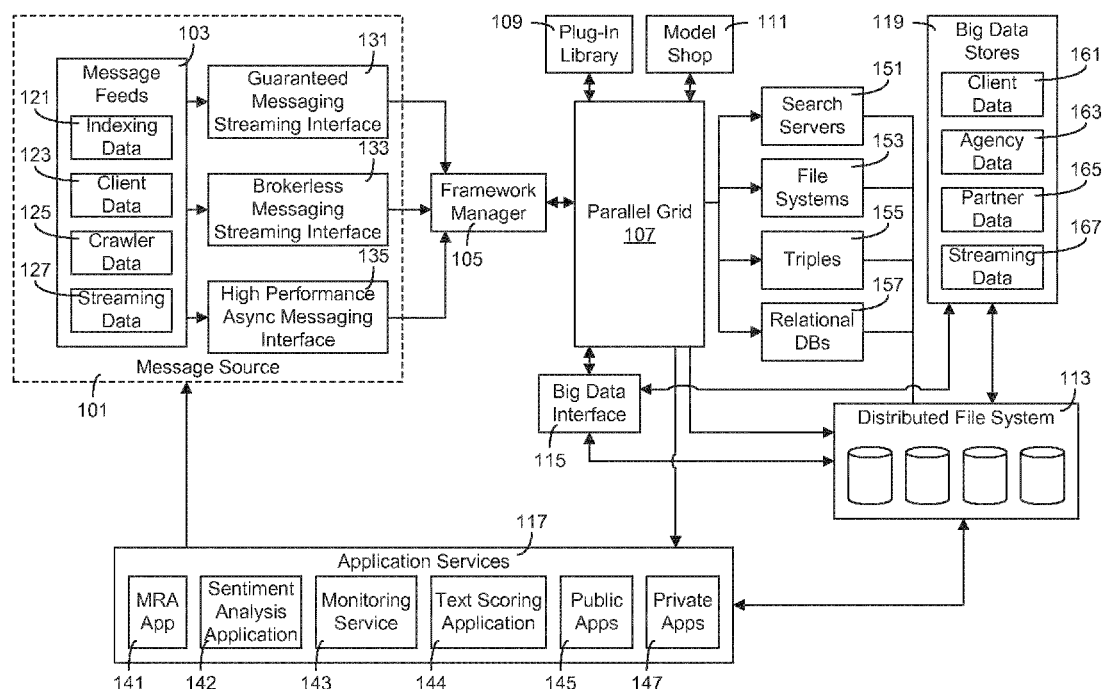 103
Message
Feeds
121
Indexing
Data
123
Client
Data
125
Crawler
Data
127
Streaming
Data
131
Guaranteed
Messaging
Streaming Interface
133
Brokerless
Messaging
Streaming Interface
135
High Performance
Async Messaging
Interface
Message Source
101
Framework
Manager
105
109
Plug-In
Library
Model
Shop
111
Parallel Grid
107
151
Search
Servers
153
File
Systems
155
Triples
157
Relational
DBs
119
Big Data
Stores
161
Client
Data
163
Agency
Data
165
Partner
Data
167
Streaming
Data
Big Data
Interface
115
113
Distributed File System
117
Application Services
MRA
App
Sentiment
Analysis
Application
Monitoring
Service
Text Scoring
Application
Public
Apps
Private
Apps
141
142
143
144
145
147